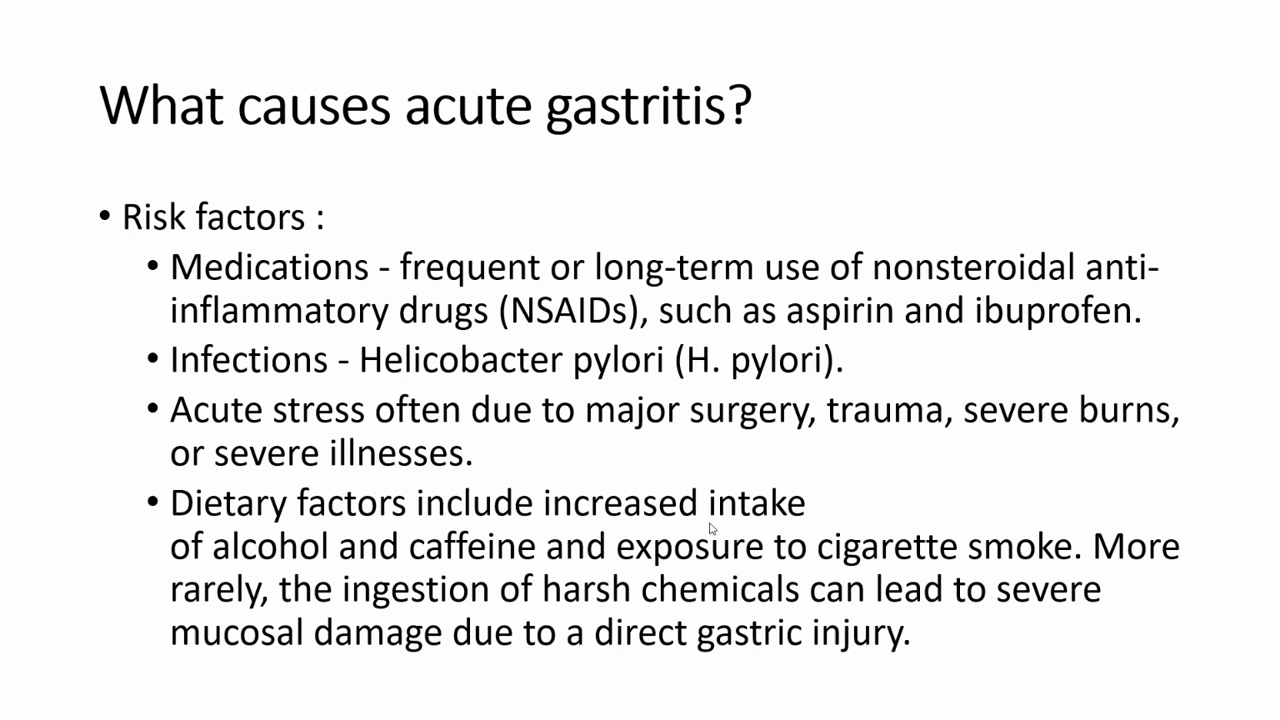 What causes acute gastritis?
• Risk factors :
• Medications - frequent or long-term use of nonsteroidal anti-
inflammatory drugs (NSAIDs), such as aspirin and ibuprofen.
• Infections - Helicobacter pylori (H. pylori).
• Acute stress often due to major surgery, trauma, severe burns,
or severe illnesses.
• Dietary factors include increased intake
of alcohol and caffeine and exposure to cigarette smoke. More
rarely, the ingestion of harsh chemicals can lead to severe
mucosal damage due to a direct gastric injury.